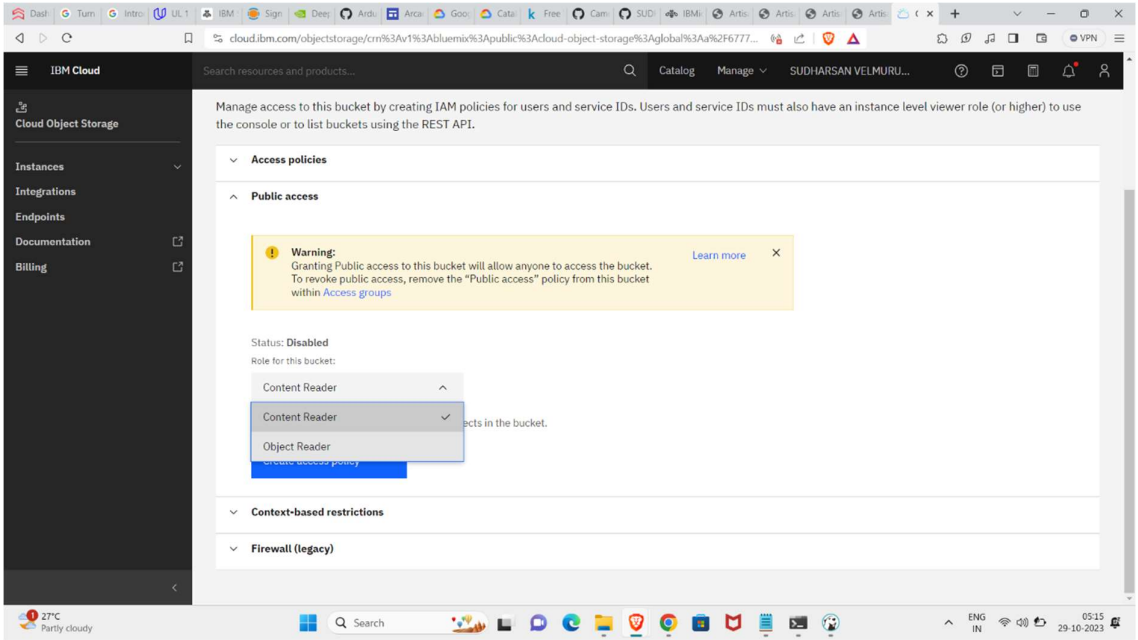 Dash
Turn
Intro
UL 1
IBM
Sign
Deep
Ardu
Arca
Goo
Cata
Free
Cam
SUD
IBM
Artis
Artis
Artis
Artis
cloud.ibm.com/objectstorage/crn%3Av1%3Abluemix%3Apublic%3Acloud-object-storage%3Aglobal%3Aa%2F6777...
VPN
IBM Cloud
Search resources and products...
Catalog
Manage
SUDHARSAN VELMURU...
Cloud Object Storage
Instances
Integrations
Endpoints
Documentation
Billing
Manage access to this bucket by creating IAM policies for users and service IDs. Users and service IDs must also have an instance level viewer role (or higher) to use
the console or to list buckets using the REST API.
Access policies
Public access
Warning:
Granting Public access to this bucket will allow anyone to access the bucket.
To revoke public access, remove the “Public access” policy from this bucket
within Access groups
Learn more
Status: Disabled
Role for this bucket:
Content Reader
Content Reader
Object Reader
ects in the bucket.
Create access policy
Context-based restrictions
Firewall (legacy)
1
27°C
Partly cloudy
Search
ENG
IN
05:15
29-10-2023